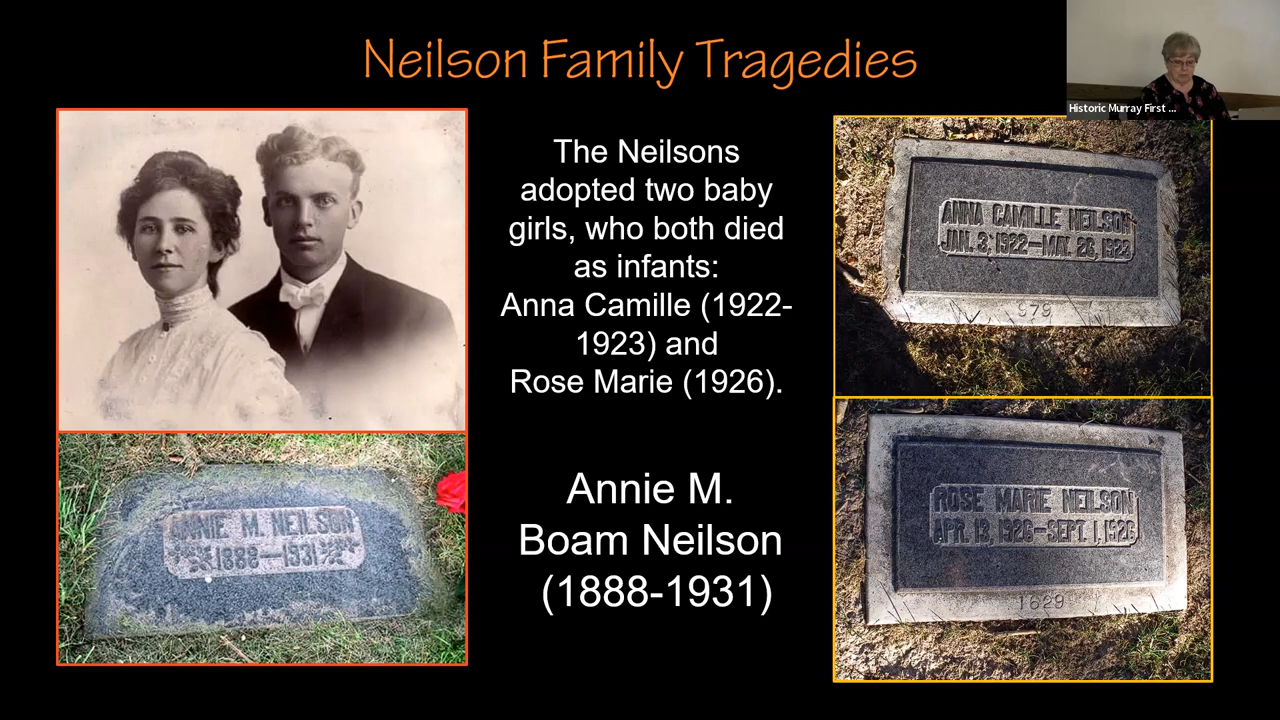 Neilson Family Tragedies
Historic Murray First ...
The Neilsons
adopted two baby
girls, who both died
as infants:
Anna Camille (1922-
1923) and
Rose Marie (1926).
Annie M.
Boam Neilson
(1888-1931)
ANNIE M. NEILSON
1888—1931
ANNA CAMILLE NEILSON
JAN. 3, 1922—MAY. 26, 1923
979
ROSE MARIE NEILSON
APR. 13, 1926—SEPT. 1, 1926
1629